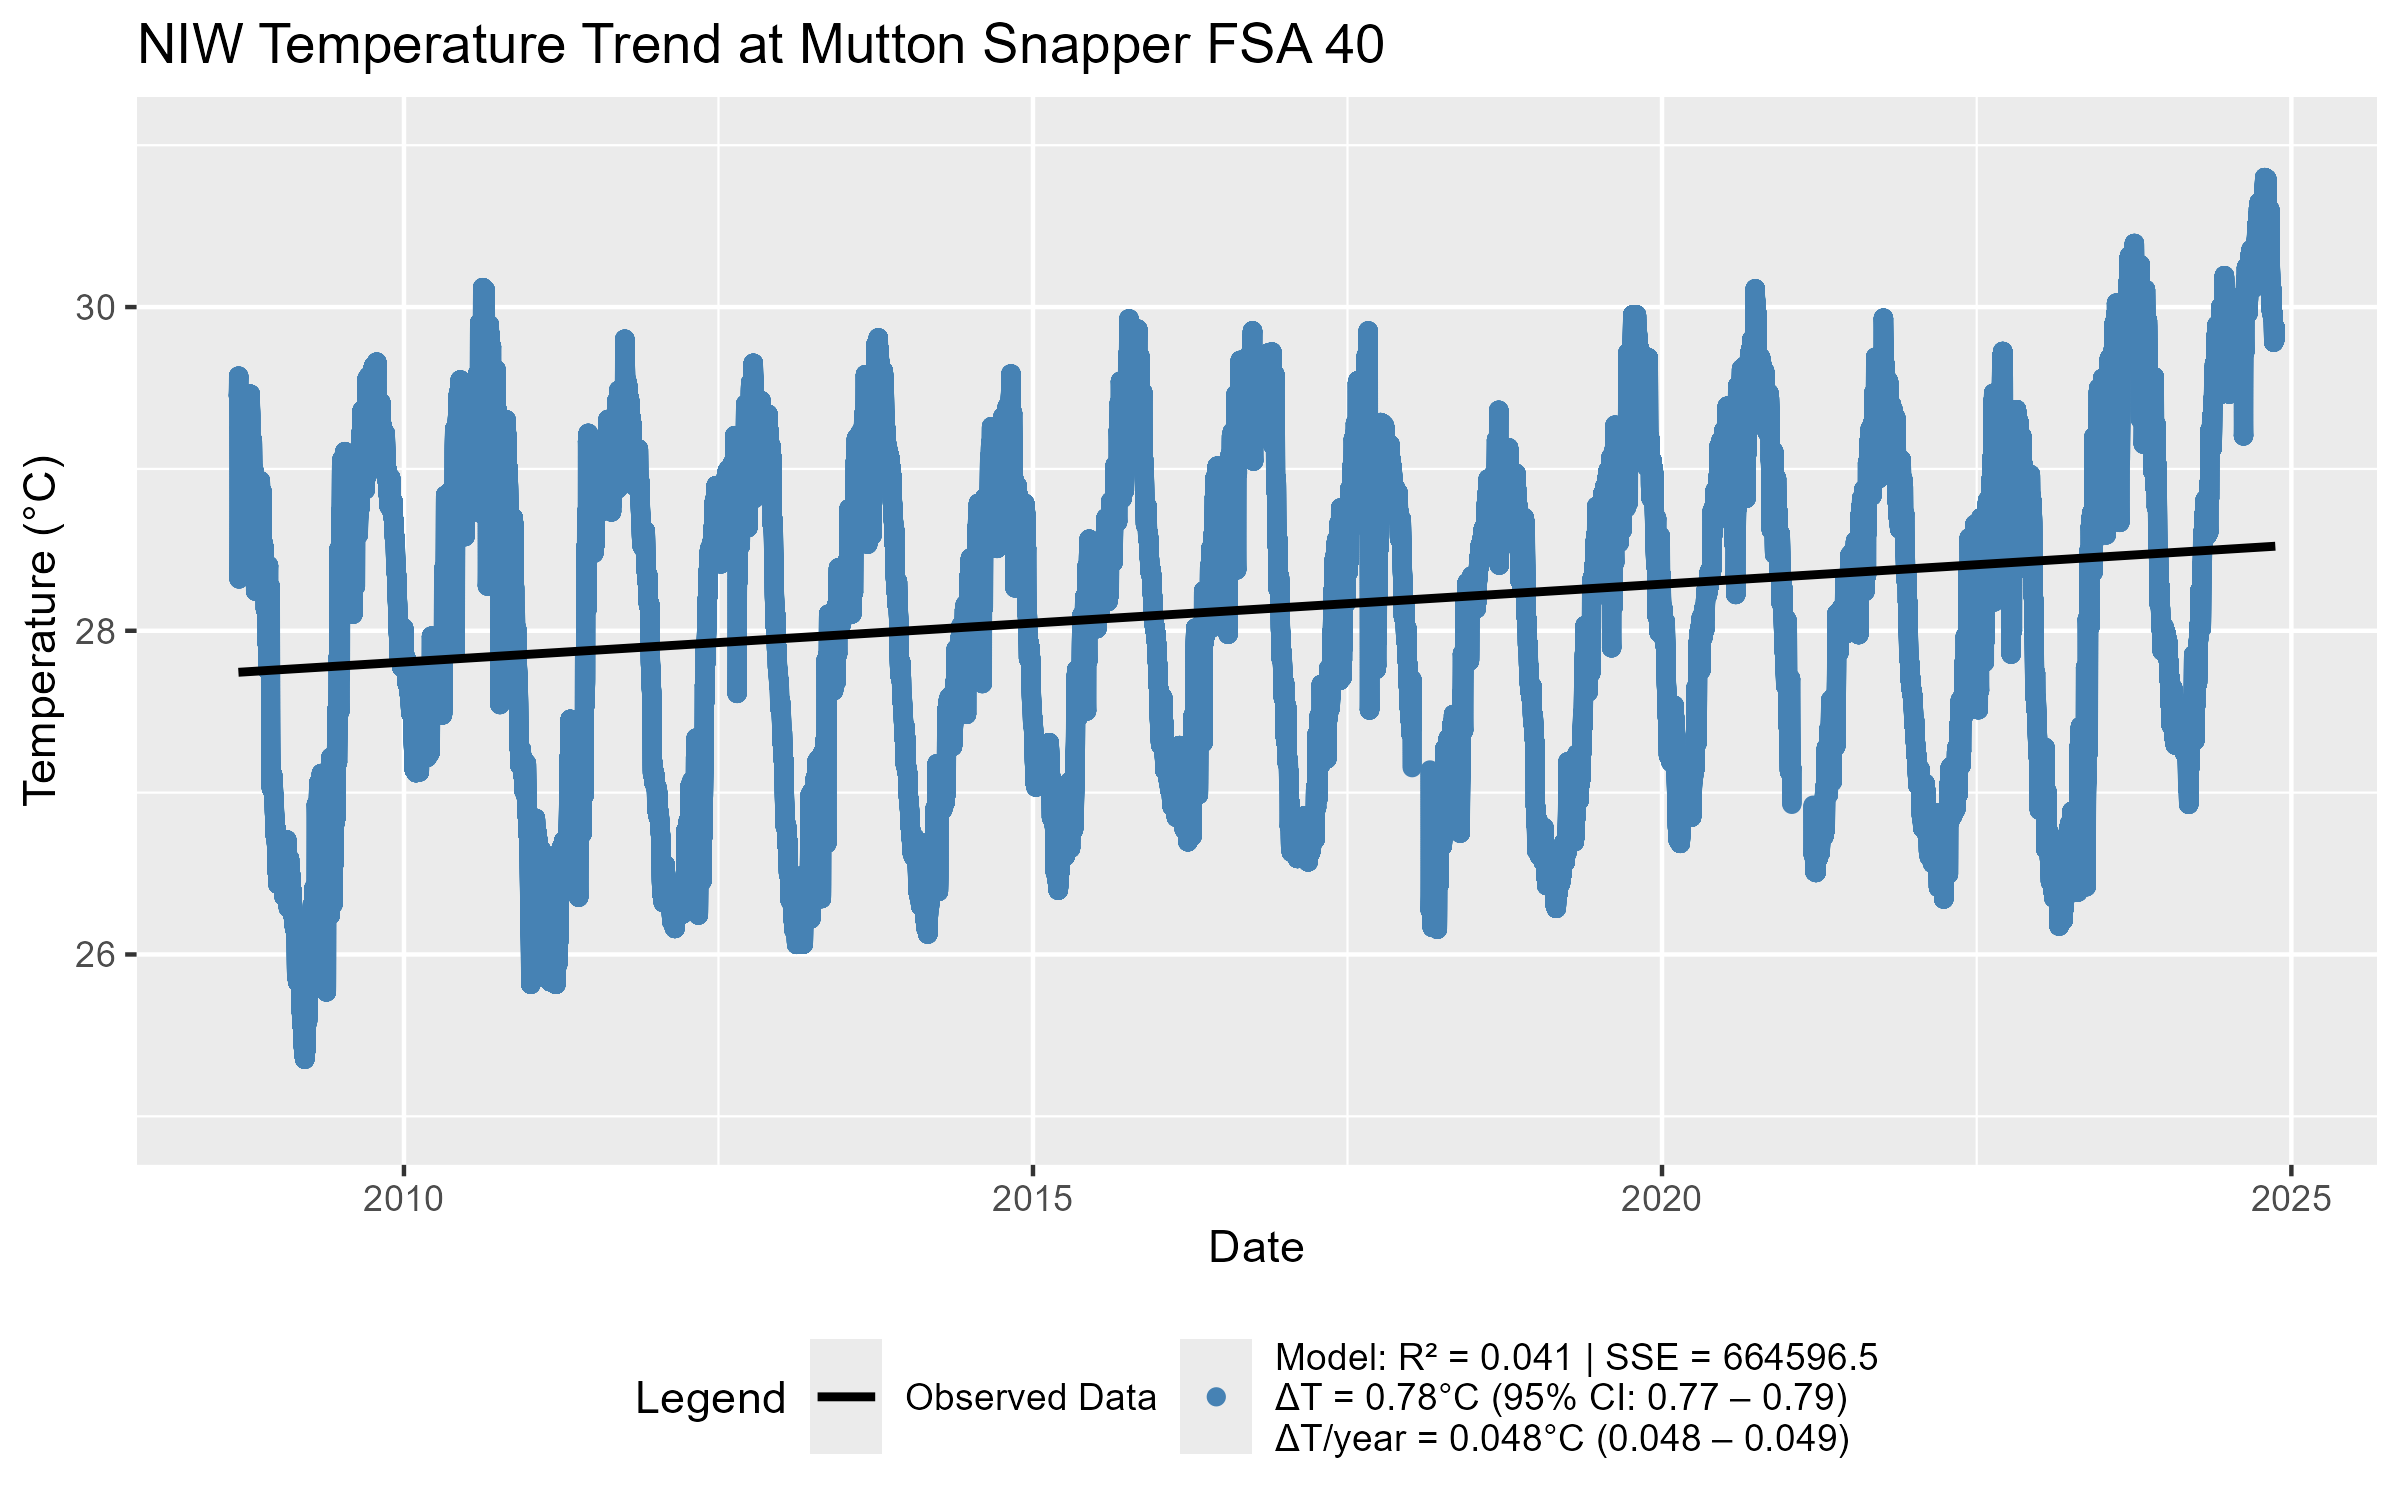 NIW Temperature Trend at Mutton Snapper FSA 40
Temperature (°C)
30
28
26
2010
2015
2020
2025
Date
Legend
Observed Data
Model: R² = 0.041 | SSE = 664596.5
ΔT = 0.78°C (95% CI: 0.77 – 0.79)
ΔT/year = 0.048°C (0.048 – 0.049)